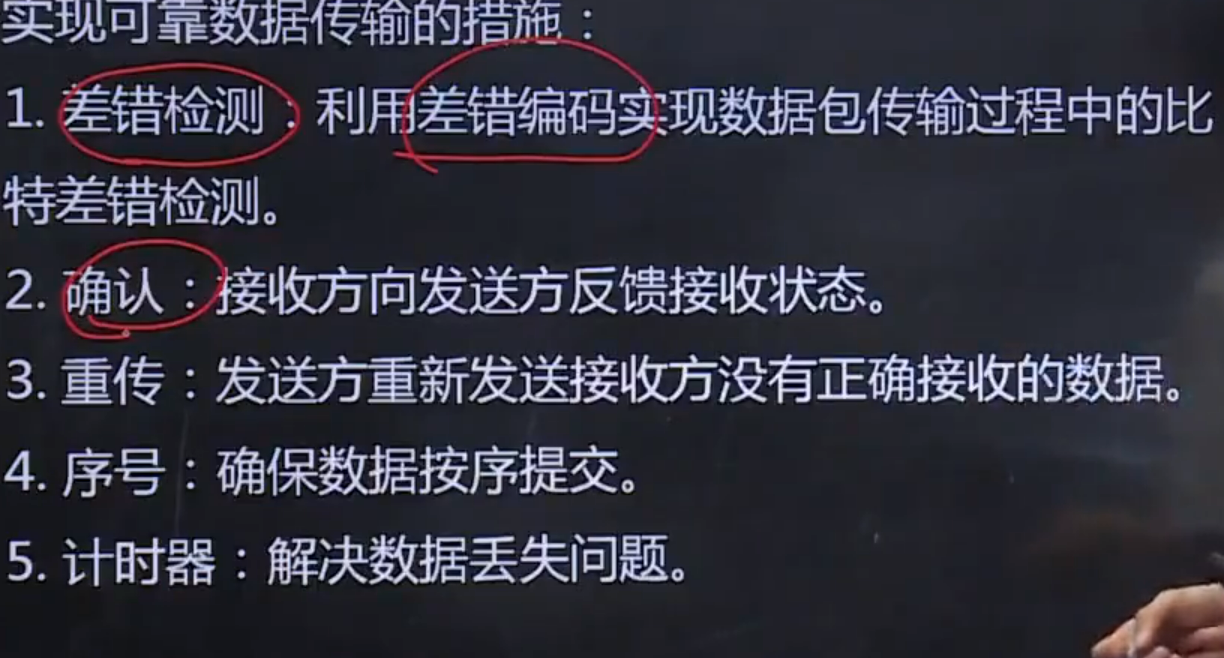 实现可靠数据传输的措施：
1. 差错检测：利用差错编码实现数据包传输过程中的比
特差错检测。
2. 确认：接收方向发送方反馈接收状态。
3. 重传：发送方重新发送接收方没有正确接收的数据。
4. 序号：确保数据按序提交。
5. 计时器：解决数据丢失问题。